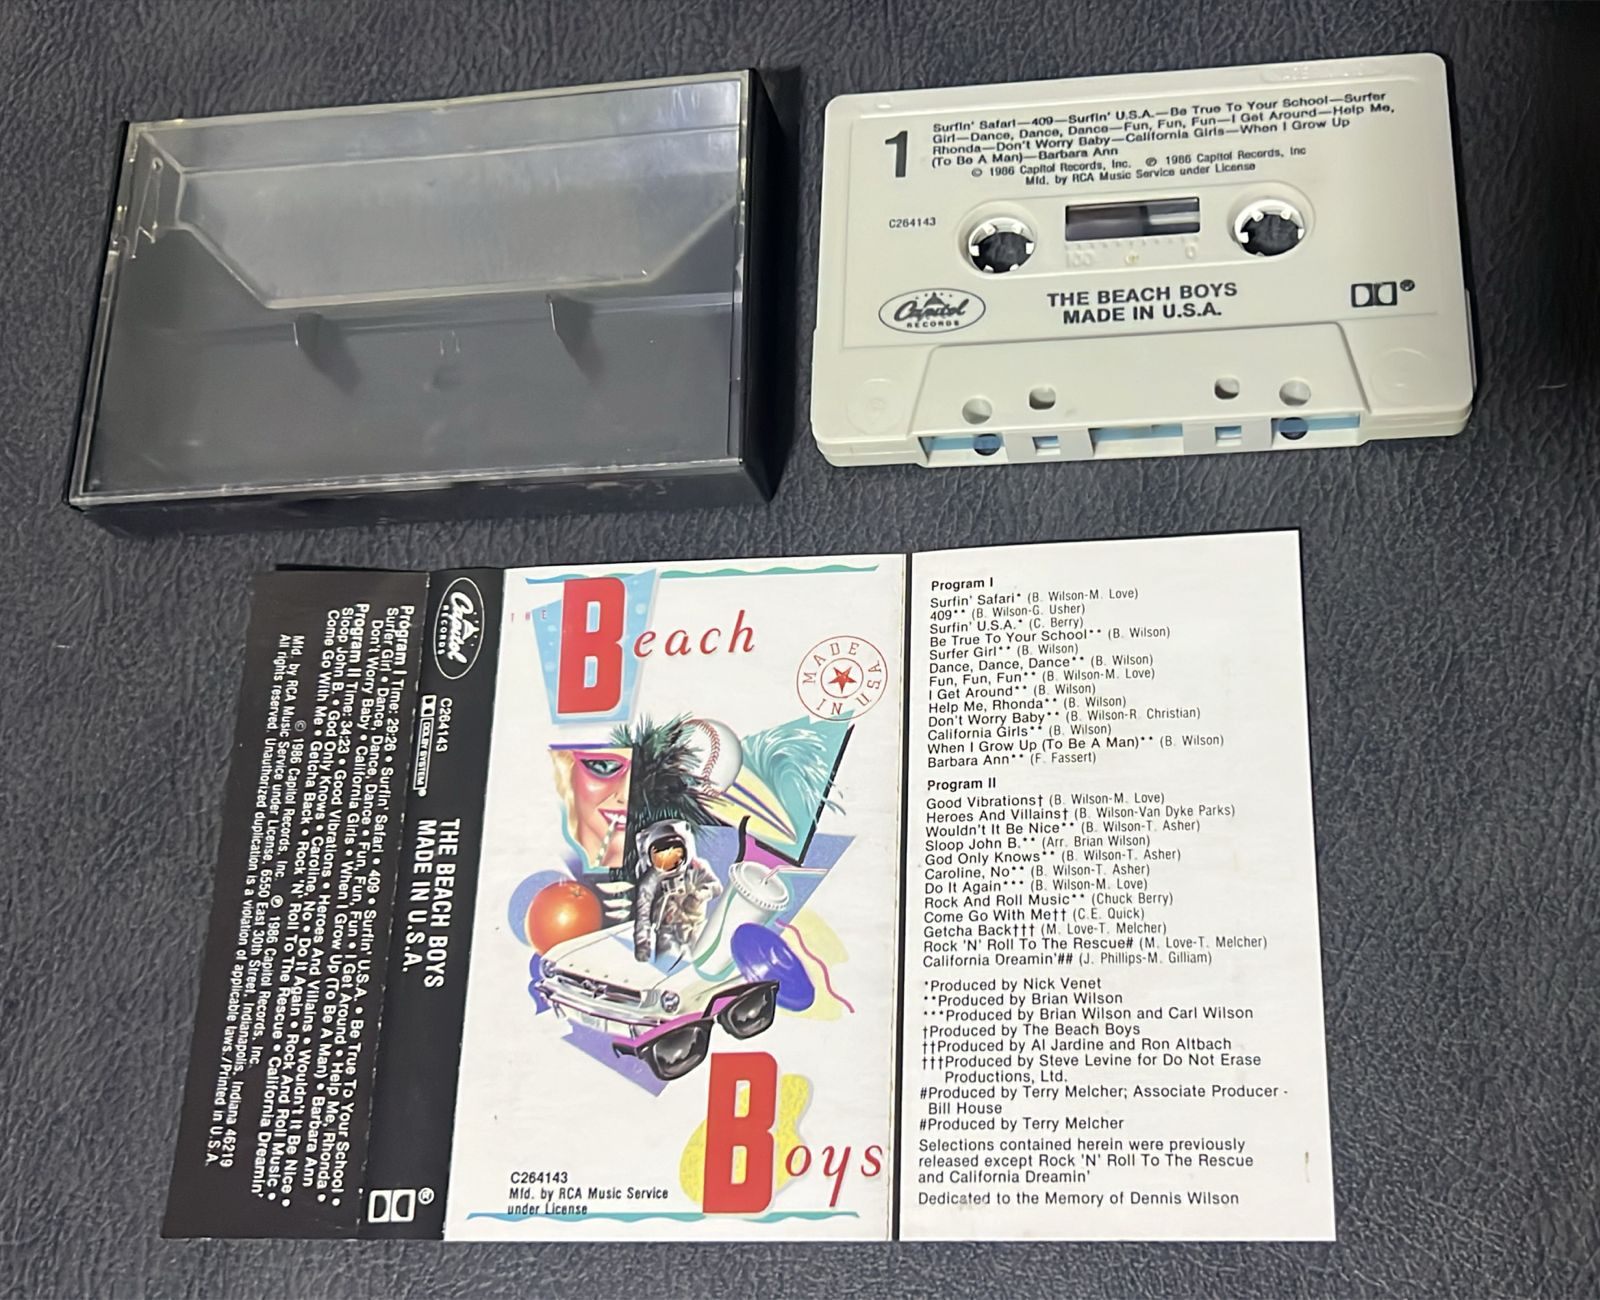 1
Surfin' Safari—409—Surfin' U.S.A.—Be True To Your School—Surfer
Girl—Dance, Dance, Dance—Fun, Fun, Fun—I Get Around—Help Me,
Rhonda—Don't Worry Baby—California Girls—When I Grow Up
(To Be A Man)—Barbara Ann
© 1986 Capitol Records, Inc. ℗ 1986 Capitol Records, Inc
Mfd. by RCA Music Service under License
C264143
100 0
Capitol
RECORDS
THE BEACH BOYS
MADE IN U.S.A.
Program I Time: 29:26 • Surfin' Safari • 409 • Surfin' U.S.A. • Be True To Your School •
Surfer Girl • Dance, Dance, Dance • Fun, Fun, Fun • I Get Around • Help Me, Rhonda •
Don't Worry Baby • California Girls • When I Grow Up (To Be A Man) • Barbara Ann
Program II Time: 34:23 • Good Vibrations • Heroes And Villains • Wouldn't It Be Nice •
Sloop John B. • God Only Knows • Caroline, No • Do It Again • Rock And Roll Music •
Come Go With Me • Getcha Back • Rock 'N' Roll To The Rescue • California Dreamin'
© 1986 Capitol Records, Inc. ℗ 1986 Capitol Records, Inc.
Mfd. by RCA Music Service under License, 6550 East 30th Street, Indianapolis, Indiana 46219
All rights reserved. Unauthorized duplication is a violation of applicable laws./Printed in U.S.A.
Capitol
RECORDS
C264143
DOLBY SYSTEM®
THE BEACH BOYS
MADE IN U.S.A.
®
THE
Beach
MADE IN USA
Boys
C264143
Mfd. by RCA Music Service
under License
Program I
Surfin' Safari* (B. Wilson-M. Love)
409** (B. Wilson-G. Usher)
Surfin' U.S.A.* (C. Berry)
Be True To Your School** (B. Wilson)
Surfer Girl** (B. Wilson)
Dance, Dance, Dance** (B. Wilson)
Fun, Fun, Fun** (B. Wilson-M. Love)
I Get Around** (B. Wilson)
Help Me, Rhonda** (B. Wilson)
Don't Worry Baby** (B. Wilson-R. Christian)
California Girls** (B. Wilson)
When I Grow Up (To Be A Man)** (B. Wilson)
Barbara Ann** (F. Fassert)
Program II
Good Vibrations† (B. Wilson-M. Love)
Heroes And Villains† (B. Wilson-Van Dyke Parks)
Wouldn't It Be Nice** (B. Wilson-T. Asher)
Sloop John B.** (Arr. Brian Wilson)
God Only Knows** (B. Wilson-T. Asher)
Caroline, No** (B. Wilson-T. Asher)
Do It Again*** (B. Wilson-M. Love)
Rock And Roll Music** (Chuck Berry)
Come Go With Me†† (C.E. Quick)
Getcha Back††† (M. Love-T. Melcher)
Rock 'N' Roll To The Rescue# (M. Love-T. Melcher)
California Dreamin'## (J. Phillips-M. Gilliam)
*Produced by Nick Venet
**Produced by Brian Wilson
***Produced by Brian Wilson and Carl Wilson
†Produced by The Beach Boys
††Produced by Al Jardine and Ron Altbach
†††Produced by Steve Levine for Do Not Erase
Productions, Ltd.
#Produced by Terry Melcher; Associate Producer -
Bill House
#Produced by Terry Melcher
Selections contained herein were previously
released except Rock 'N' Roll To The Rescue
and California Dreamin'
Dedicated to the Memory of Dennis Wilson